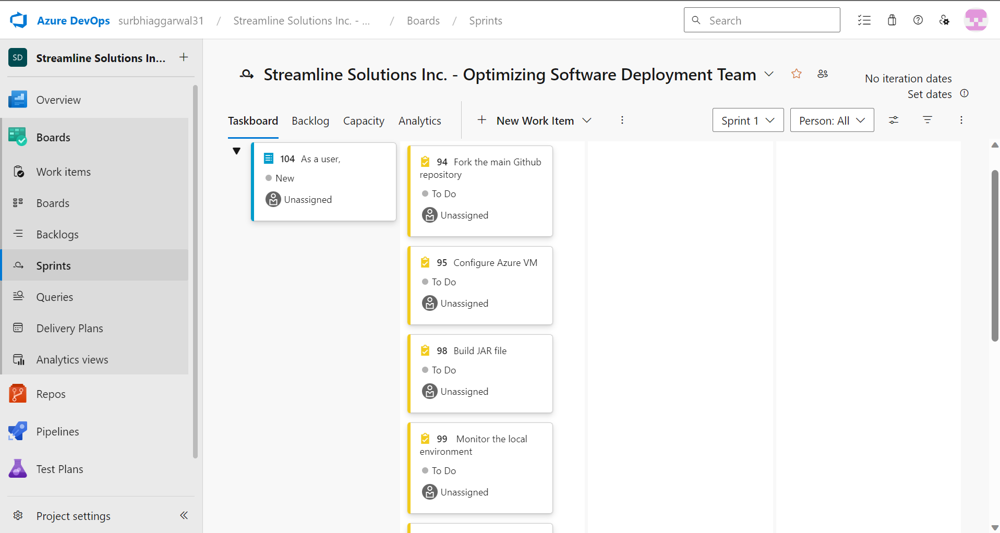 Azure DevOps surbhiaggarwal31 / Streamline Solutions Inc. - ... / Boards / Sprints
Search
SD Streamline Solutions In... +
Overview
Boards
Work items
Boards
Backlogs
Sprints
Queries
Delivery Plans
Analytics views
Repos
Pipelines
Test Plans
Project settings
Streamline Solutions Inc. - Optimizing Software Deployment Team
No iteration dates
Set dates
Taskboard Backlog Capacity Analytics + New Work Item
Sprint 1 Person: All
104 As a user,
New
Unassigned
94 Fork the main Github
repository
To Do
Unassigned
95 Configure Azure VM
To Do
Unassigned
98 Build JAR file
To Do
Unassigned
99 Monitor the local
environment
To Do
Unassigned